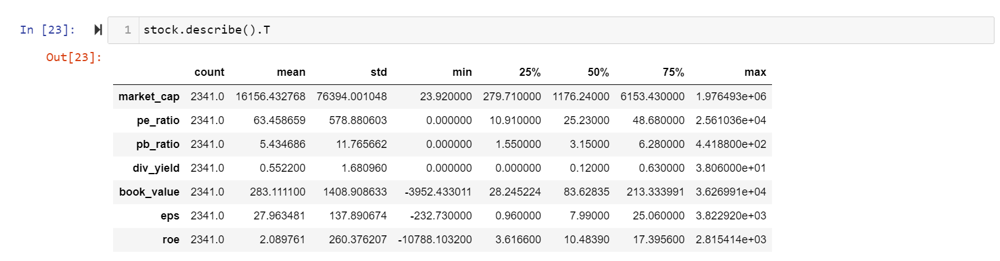 In [23]: 1 stock.describe().T
Out[23]:
count mean std min 25% 50% 75% max
market_cap 2341.0 16156.432768 76394.001048 23.920000 279.710000 1176.24000 6153.430000 1.976493e+06
pe_ratio 2341.0 63.458659 578.880603 0.000000 10.910000 25.23000 48.680000 2.561036e+04
pb_ratio 2341.0 5.434686 11.765662 0.000000 1.550000 3.15000 6.280000 4.418800e+02
div_yield 2341.0 0.552200 1.680960 0.000000 0.000000 0.12000 0.630000 3.806000e+01
book_value 2341.0 283.111100 1408.908633 -3952.433011 28.245224 83.62835 213.333991 3.626991e+04
eps 2341.0 27.963481 137.890674 -232.730000 0.960000 7.99000 25.060000 3.822920e+03
roe 2341.0 2.089761 260.376207 -10788.103200 3.616600 10.48390 17.395600 2.815414e+03